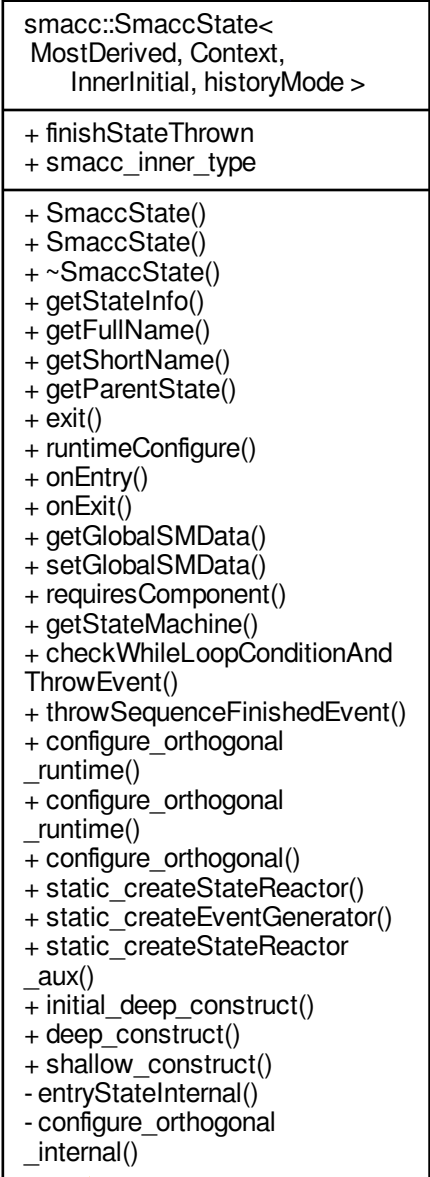 smacc::SmaccState<
MostDerived, Context,
InnerInitial, historyMode >
+ finishStateThrown
+ smacc_inner_type
+ SmaccState()
+ SmaccState()
+ ~SmaccState()
+ getStateInfo()
+ getFullName()
+ getShortName()
+ getParentState()
+ exit()
+ runtimeConfigure()
+ onEntry()
+ onExit()
+ getGlobalSMData()
+ setGlobalSMData()
+ requiresComponent()
+ getStateMachine()
+ checkWhileLoopConditionAnd
ThrowEvent()
+ throwSequenceFinishedEvent()
+ configure_orthogonal
_runtime()
+ configure_orthogonal
_runtime()
+ configure_orthogonal()
+ static_createStateReactor()
+ static_createEventGenerator()
+ static_createStateReactor
_aux()
+ initial_deep_construct()
+ deep_construct()
+ shallow_construct()
- entryStateInternal()
- configure_orthogonal
_internal()